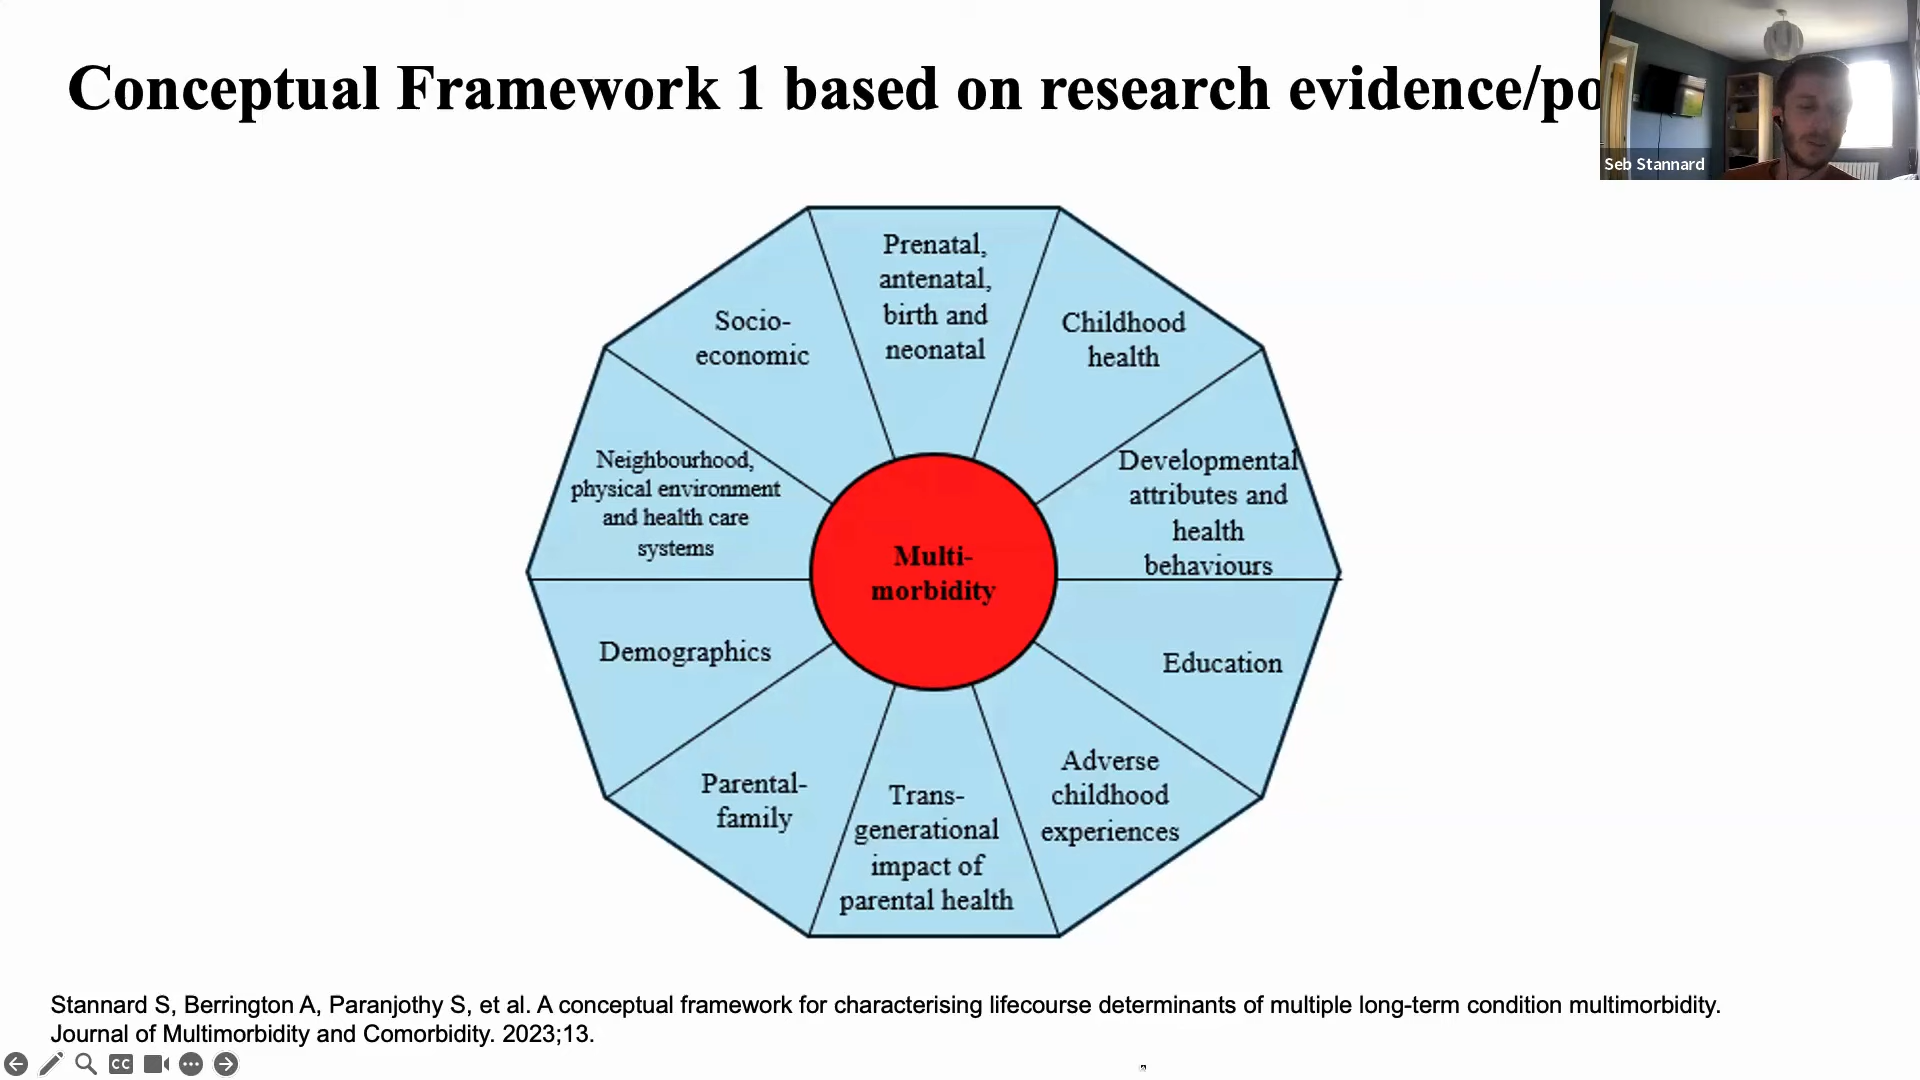 Conceptual Framework 1 based on research evidence/po
Seb Stannard
Prenatal,
antenatal,
birth and
neonatal
Childhood
health
Developmental
attributes and
health
behaviours
Education
Adverse
childhood
experiences
Trans-
generational
impact of
parental health
Parental-
family
Demographics
Neighbourhood,
physical environment
and health care
systems
Socio-
economic
Multi-
morbidity
Stannard S, Berrington A, Paranjothy S, et al. A conceptual framework for characterising lifecourse determinants of multiple long-term condition multimorbidity.
Journal of Multimorbidity and Comorbidity. 2023;13.
CC